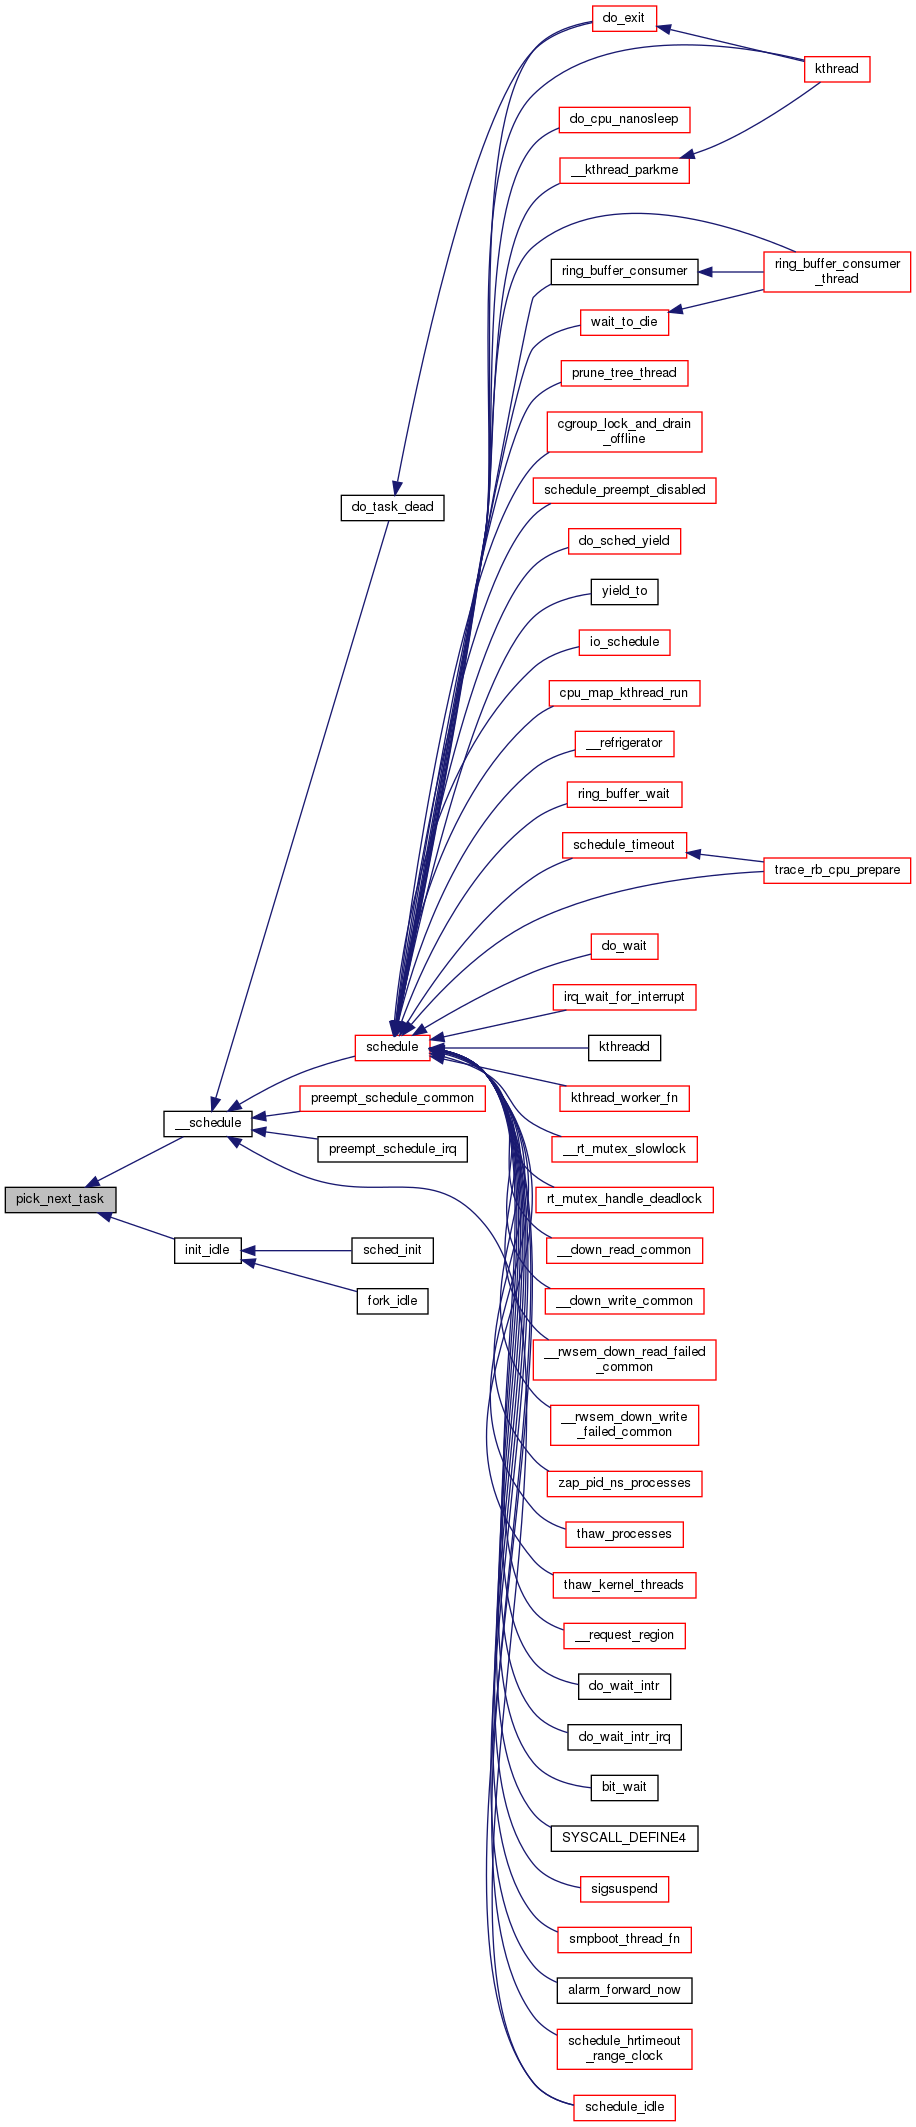 do_exit
kthread
do_cpu_nanosleep
__kthread_parkme
ring_buffer_consumer
_thread
ring_buffer_consumer
wait_to_die
prune_tree_thread
cgroup_lock_and_drain
_offline
schedule_preempt_disabled
do_task_dead
do_sched_yield
yield_to
io_schedule
cpu_map_kthread_run
__refrigerator
ring_buffer_wait
schedule_timeout
trace_rb_cpu_prepare
do_wait
irq_wait_for_interrupt
schedule
kthreadd
preempt_schedule_common
kthread_worker_fn
__schedule
preempt_schedule_irq
__rt_mutex_slowlock
pick_next_task
rt_mutex_handle_deadlock
init_idle
sched_init
__down_read_common
fork_idle
__down_write_common
__rwsem_down_read_failed
_common
__rwsem_down_write
_failed_common
zap_pid_ns_processes
thaw_processes
thaw_kernel_threads
__request_region
do_wait_intr
do_wait_intr_irq
bit_wait
SYSCALL_DEFINE4
sigsuspend
smpboot_thread_fn
alarm_forward_now
schedule_hrtimeout
_range_clock
schedule_idle